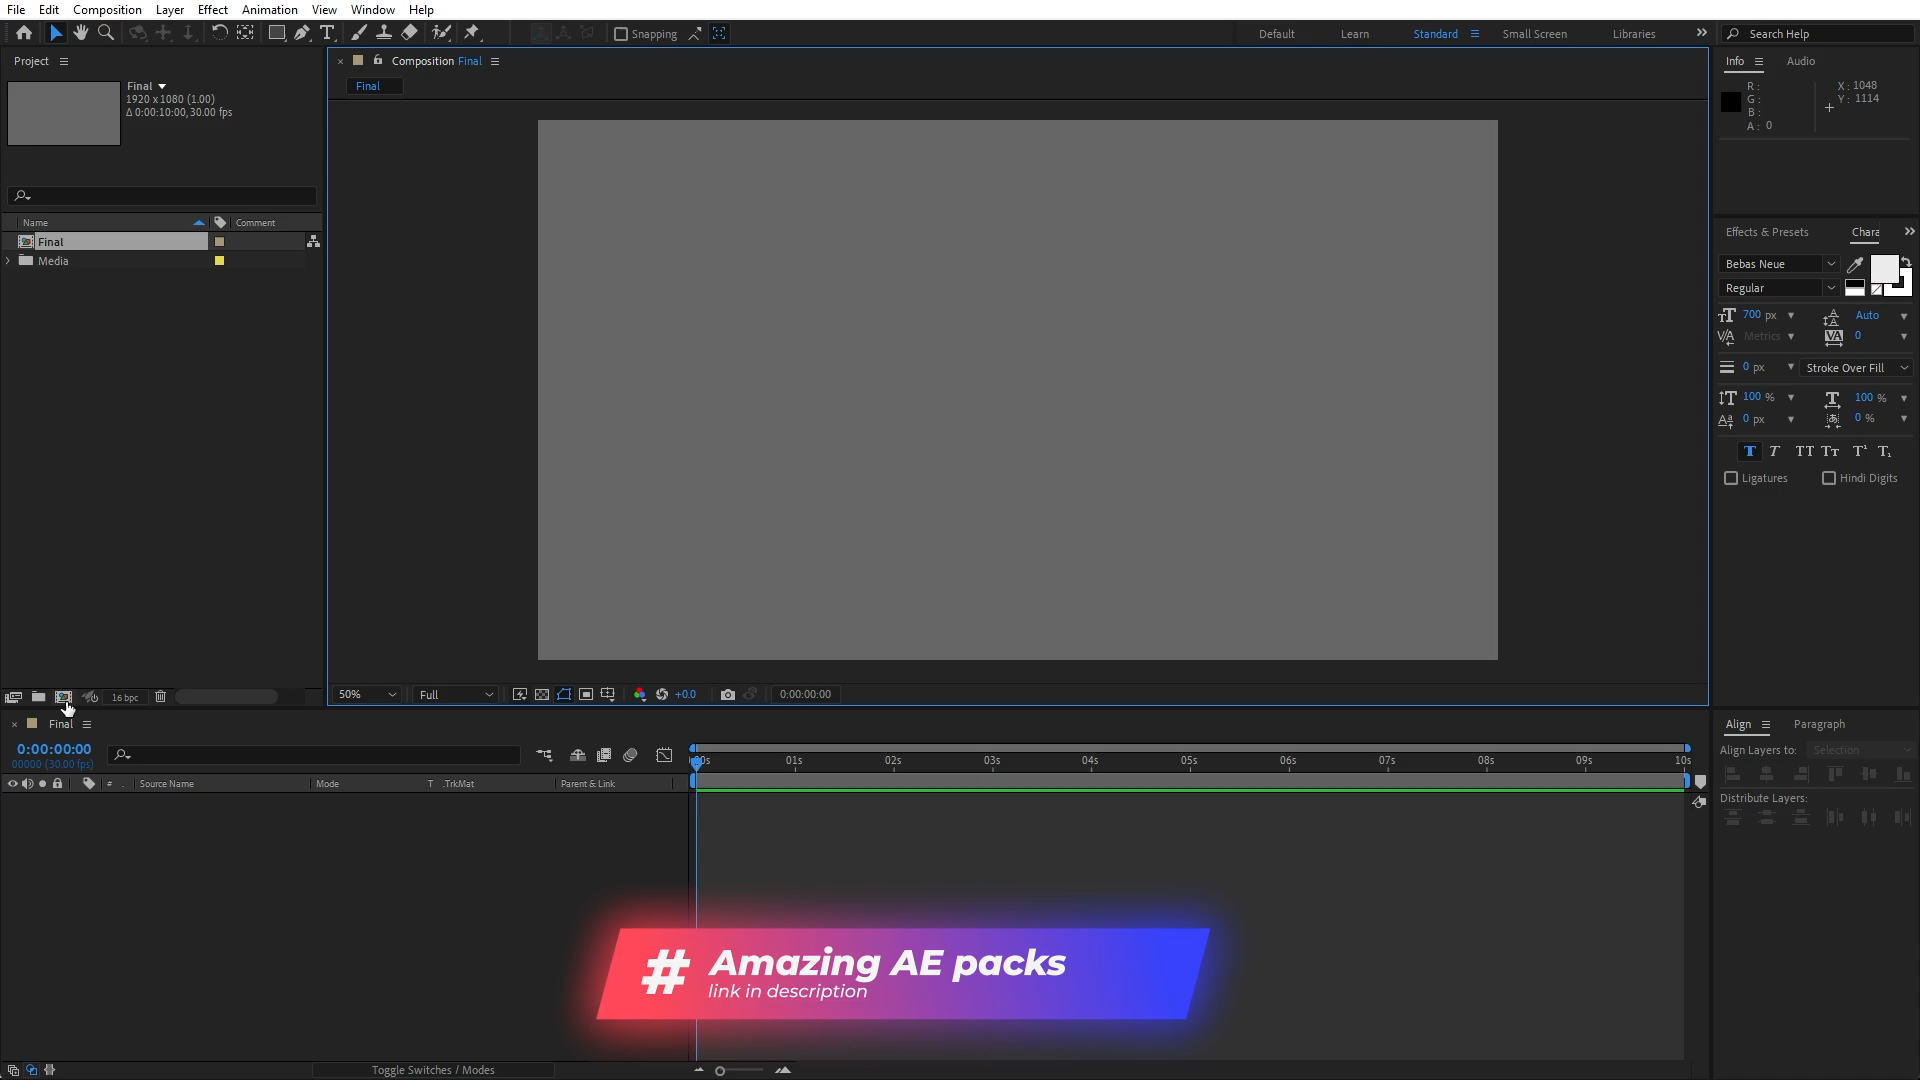 File Edit Composition Layer Effect Animation View Window Help
Snapping
Default Learn Standard Small Screen Libraries
Search Help
Project
Final
1920 x 1080 (1.00)
Δ 0:00:10:00, 30.00 fps
Name Comment
Final
Media
16 bpc
Composition Final
Final
50% Full +0.0 0:00:00:00
Info Audio
R :
G :
B :
A : 0
X : 1048
Y : 1114
Effects & Presets Chara
Bebas Neue
Regular
700 px Auto
Metrics 0
0 px Stroke Over Fill
100 % 100 %
0 px 0 %
T T TT Tt T¹ T₁
Ligatures Hindi Digits
Final
0:00:00:00
00000 (30.00 fps)
# . Source Name Mode T .TrkMat Parent & Link
00s 01s 02s 03s 04s 05s 06s 07s 08s 09s 10s
Toggle Switches / Modes
Align Paragraph
Align Layers to: Selection
Distribute Layers:
# Amazing AE packs
link in description